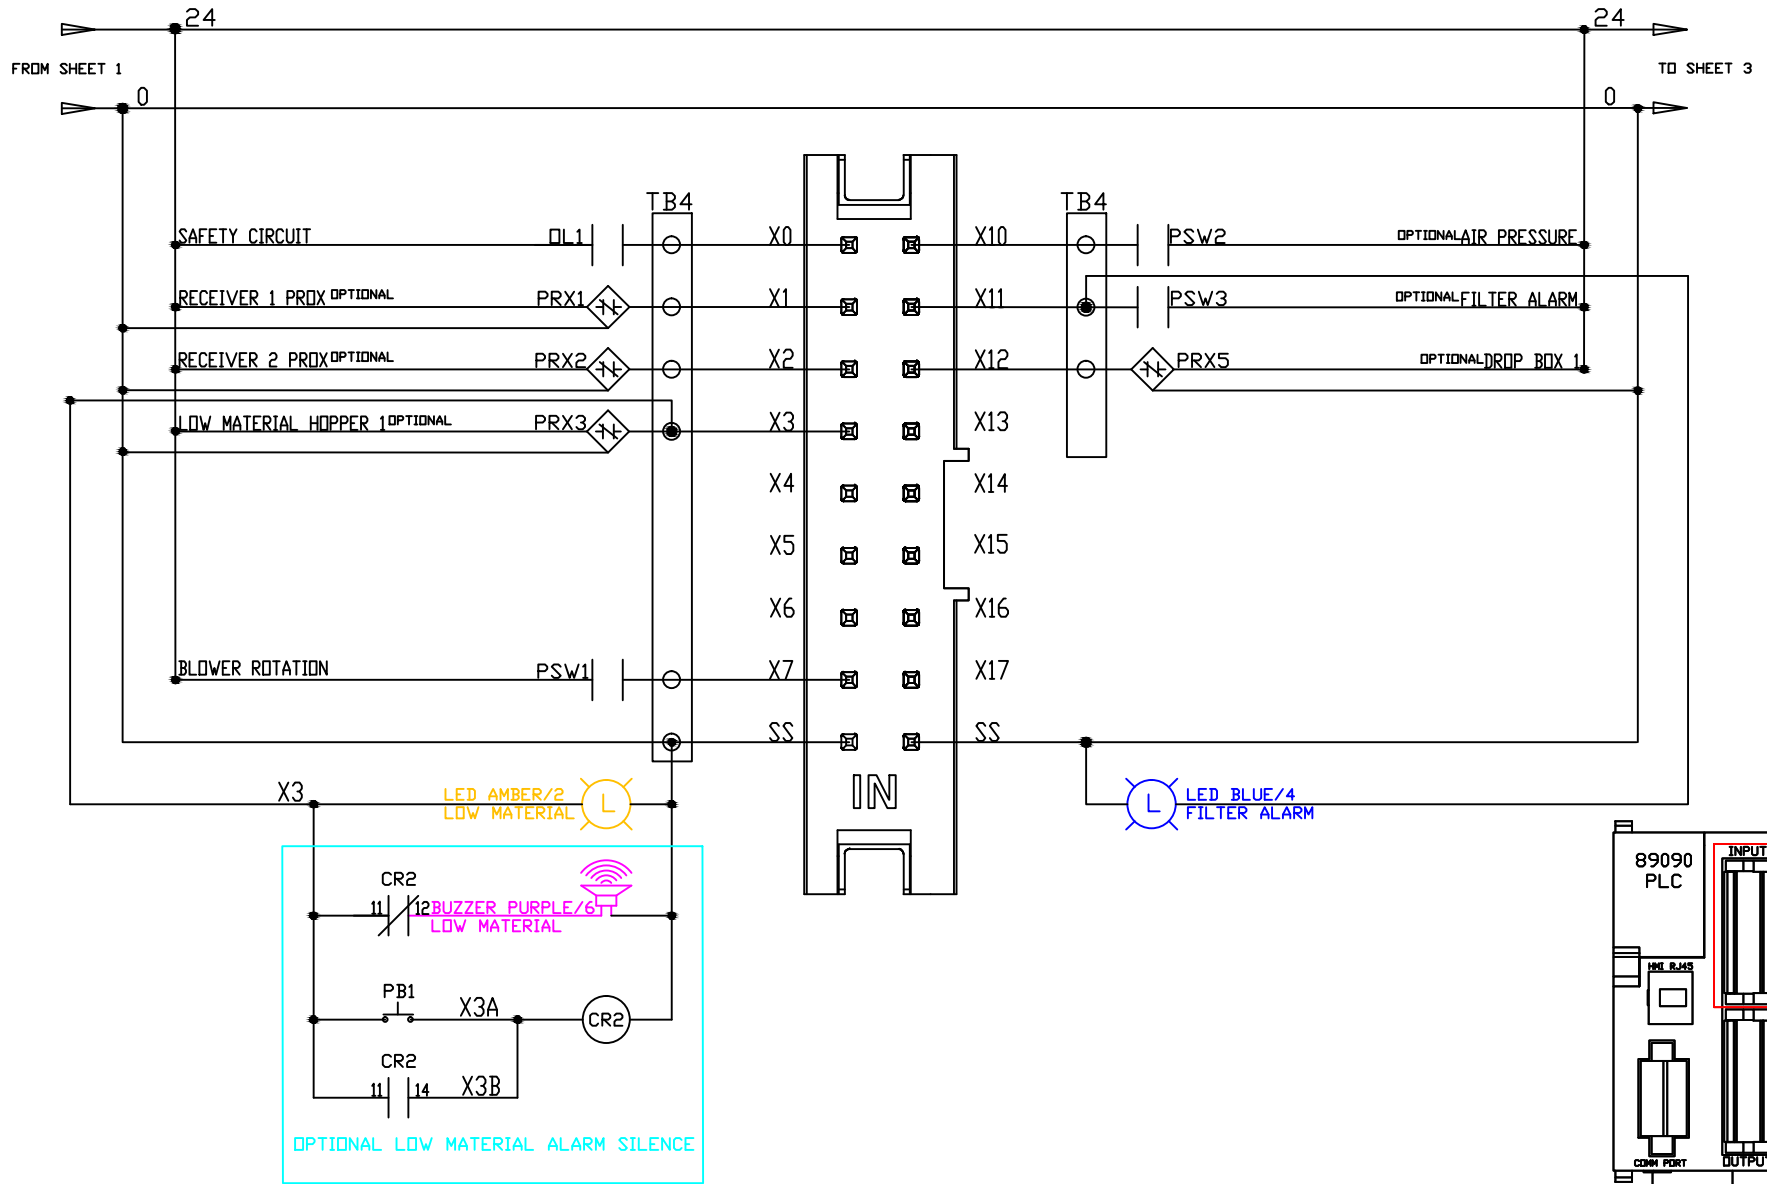 24
24
FROM SHEET 1
TO SHEET 3
0
0
TB4
TB4
SAFETY CIRCUIT
OL1
X0
X10
PSW2
OPTIONAL AIR PRESSURE
RECEIVER 1 PROX OPTIONAL
PRX1
X1
X11
PSW3
OPTIONAL FILTER ALARM
RECEIVER 2 PROX OPTIONAL
PRX2
X2
X12
PRX5
OPTIONAL DROP BOX 1
LOW MATERIAL HOPPER 1 OPTIONAL
PRX3
X3
X13
X4
X14
X5
X15
X6
X16
BLOWER ROTATION
PSW1
X7
X17
SS
SS
IN
X3
LED AMBER/2
LOW MATERIAL
L
L
LED BLUE/4
FILTER ALARM
CR2
11
12
BUZZER PURPLE/6
LOW MATERIAL
PB1
X3A
CR2
CR2
11
14
X3B
OPTIONAL LOW MATERIAL ALARM SILENCE
89090
PLC
INPUT
HMI RJ45
COMM PORT
OUTPUT